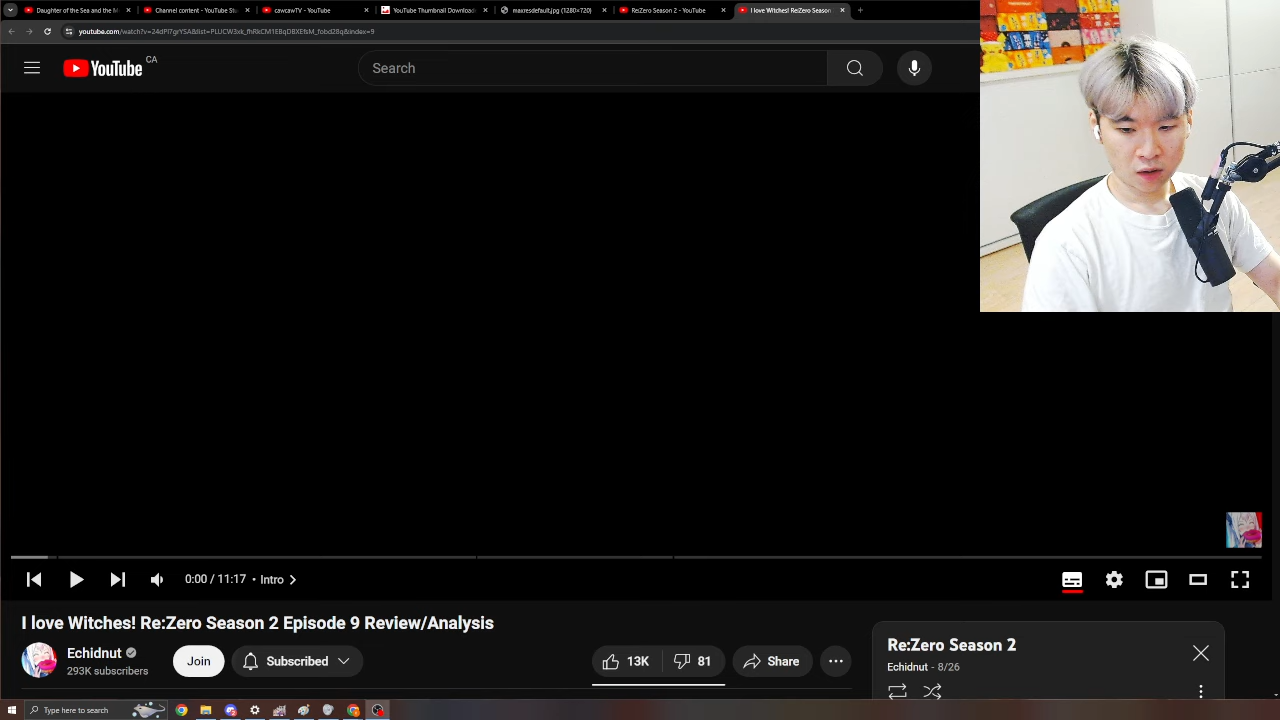 Daughter of the Sea and the M
Channel content - YouTube Stu
cawcawTV - YouTube
YouTube Thumbnail Download
maxresdefault.jpg (1280×720)
Re:Zero Season 2 - YouTube
I love Witches! Re:Zero Season
YouTube CA
Search
0:00 / 11:17 • Intro
I love Witches! Re:Zero Season 2 Episode 9 Review/Analysis
Echidnut
293K subscribers
Join
Subscribed
13K
81
Share
Re:Zero Season 2
Echidnut - 8/26
Type here to search